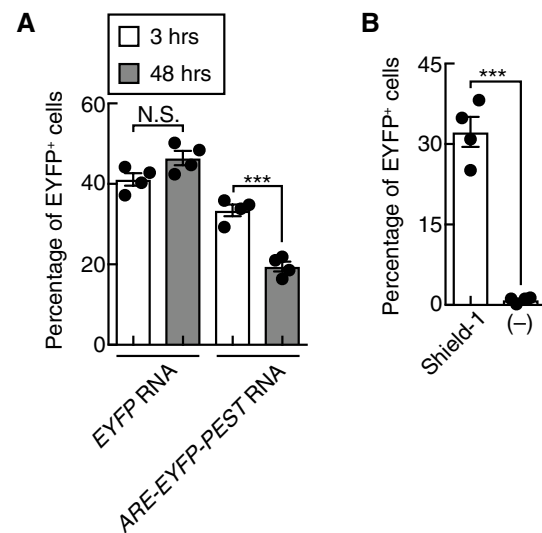 A
3 hrs
48 hrs
Percentage of EYFP⁺ cells
60
40
20
0
N.S.
***
EYFP RNA
ARE-EYFP-PEST RNA
B
Percentage of EYFP⁺ cells
45
30
15
0
***
Shield-1
(–)